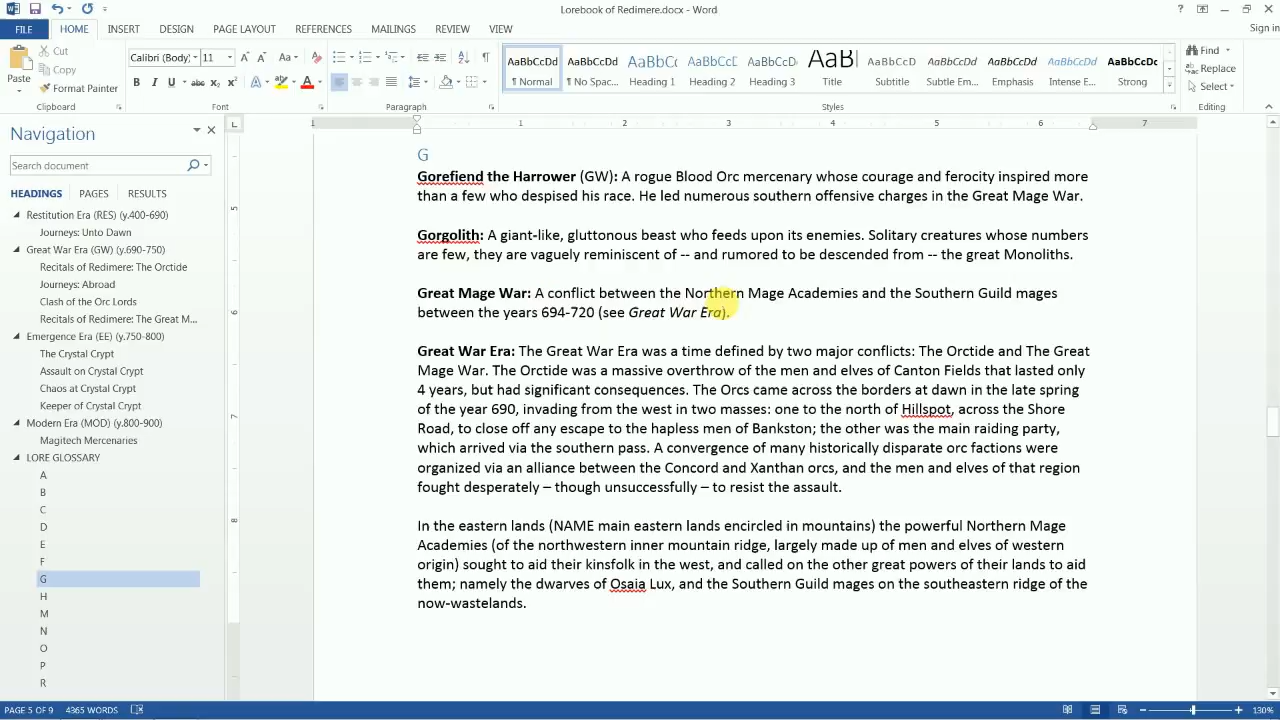 Lorebook of Redimere.docx - Word
Sign in
FILE HOME INSERT DESIGN PAGE LAYOUT REFERENCES MAILINGS REVIEW VIEW
Paste
Cut
Copy
Format Painter
Clipboard
Calibri (Body) 11
Font
Paragraph
AaBbCcDd AaBbCcDd AaBbCc AaBbCcE AaBbCcD AaBl AaBbCcD AaBbCcDd AaBbCcDd AaBbCcDd AaBbCcDc
¶ Normal ¶ No Spac... Heading 1 Heading 2 Heading 3 Title Subtitle Subtle Em... Emphasis Intense E... Strong
Styles
Find
Replace
Select
Editing
Navigation
Search document
HEADINGS PAGES RESULTS
Restitution Era (RES) (y.400-690)
Journeys: Unto Dawn
Great War Era (GW) (y.690-750)
Recitals of Redimere: The Orctide
Journeys: Abroad
Clash of the Orc Lords
Recitals of Redimere: The Great M...
Emergence Era (EE) (y.750-800)
The Crystal Crypt
Assault on Crystal Crypt
Chaos at Crystal Crypt
Keeper of Crystal Crypt
Modern Era (MOD) (y.800-900)
Magitech Mercenaries
LORE GLOSSARY
A
B
C
D
E
F
G
H
M
N
O
P
R
1 1 2 3 4 5 6 7
5
6
7
8
G
Gorefiend the Harrower (GW): A rogue Blood Orc mercenary whose courage and ferocity inspired more
than a few who despised his race. He led numerous southern offensive charges in the Great Mage War.
Gorgolith: A giant-like, gluttonous beast who feeds upon its enemies. Solitary creatures whose numbers
are few, they are vaguely reminiscent of -- and rumored to be descended from -- the great Monoliths.
Great Mage War: A conflict between the Northern Mage Academies and the Southern Guild mages
between the years 694-720 (see Great War Era).
Great War Era: The Great War Era was a time defined by two major conflicts: The Orctide and The Great
Mage War. The Orctide was a massive overthrow of the men and elves of Canton Fields that lasted only
4 years, but had significant consequences. The Orcs came across the borders at dawn in the late spring
of the year 690, invading from the west in two masses: one to the north of Hillspot, across the Shore
Road, to close off any escape to the hapless men of Bankston; the other was the main raiding party,
which arrived via the southern pass. A convergence of many historically disparate orc factions were
organized via an alliance between the Concord and Xanthan orcs, and the men and elves of that region
fought desperately – though unsuccessfully – to resist the assault.
In the eastern lands (NAME main eastern lands encircled in mountains) the powerful Northern Mage
Academies (of the northwestern inner mountain ridge, largely made up of men and elves of western
origin) sought to aid their kinsfolk in the west, and called on the other great powers of their lands to aid
them; namely the dwarves of Osaia Lux, and the Southern Guild mages on the southeastern ridge of the
now-wastelands.
PAGE 5 OF 9 4365 WORDS
130%